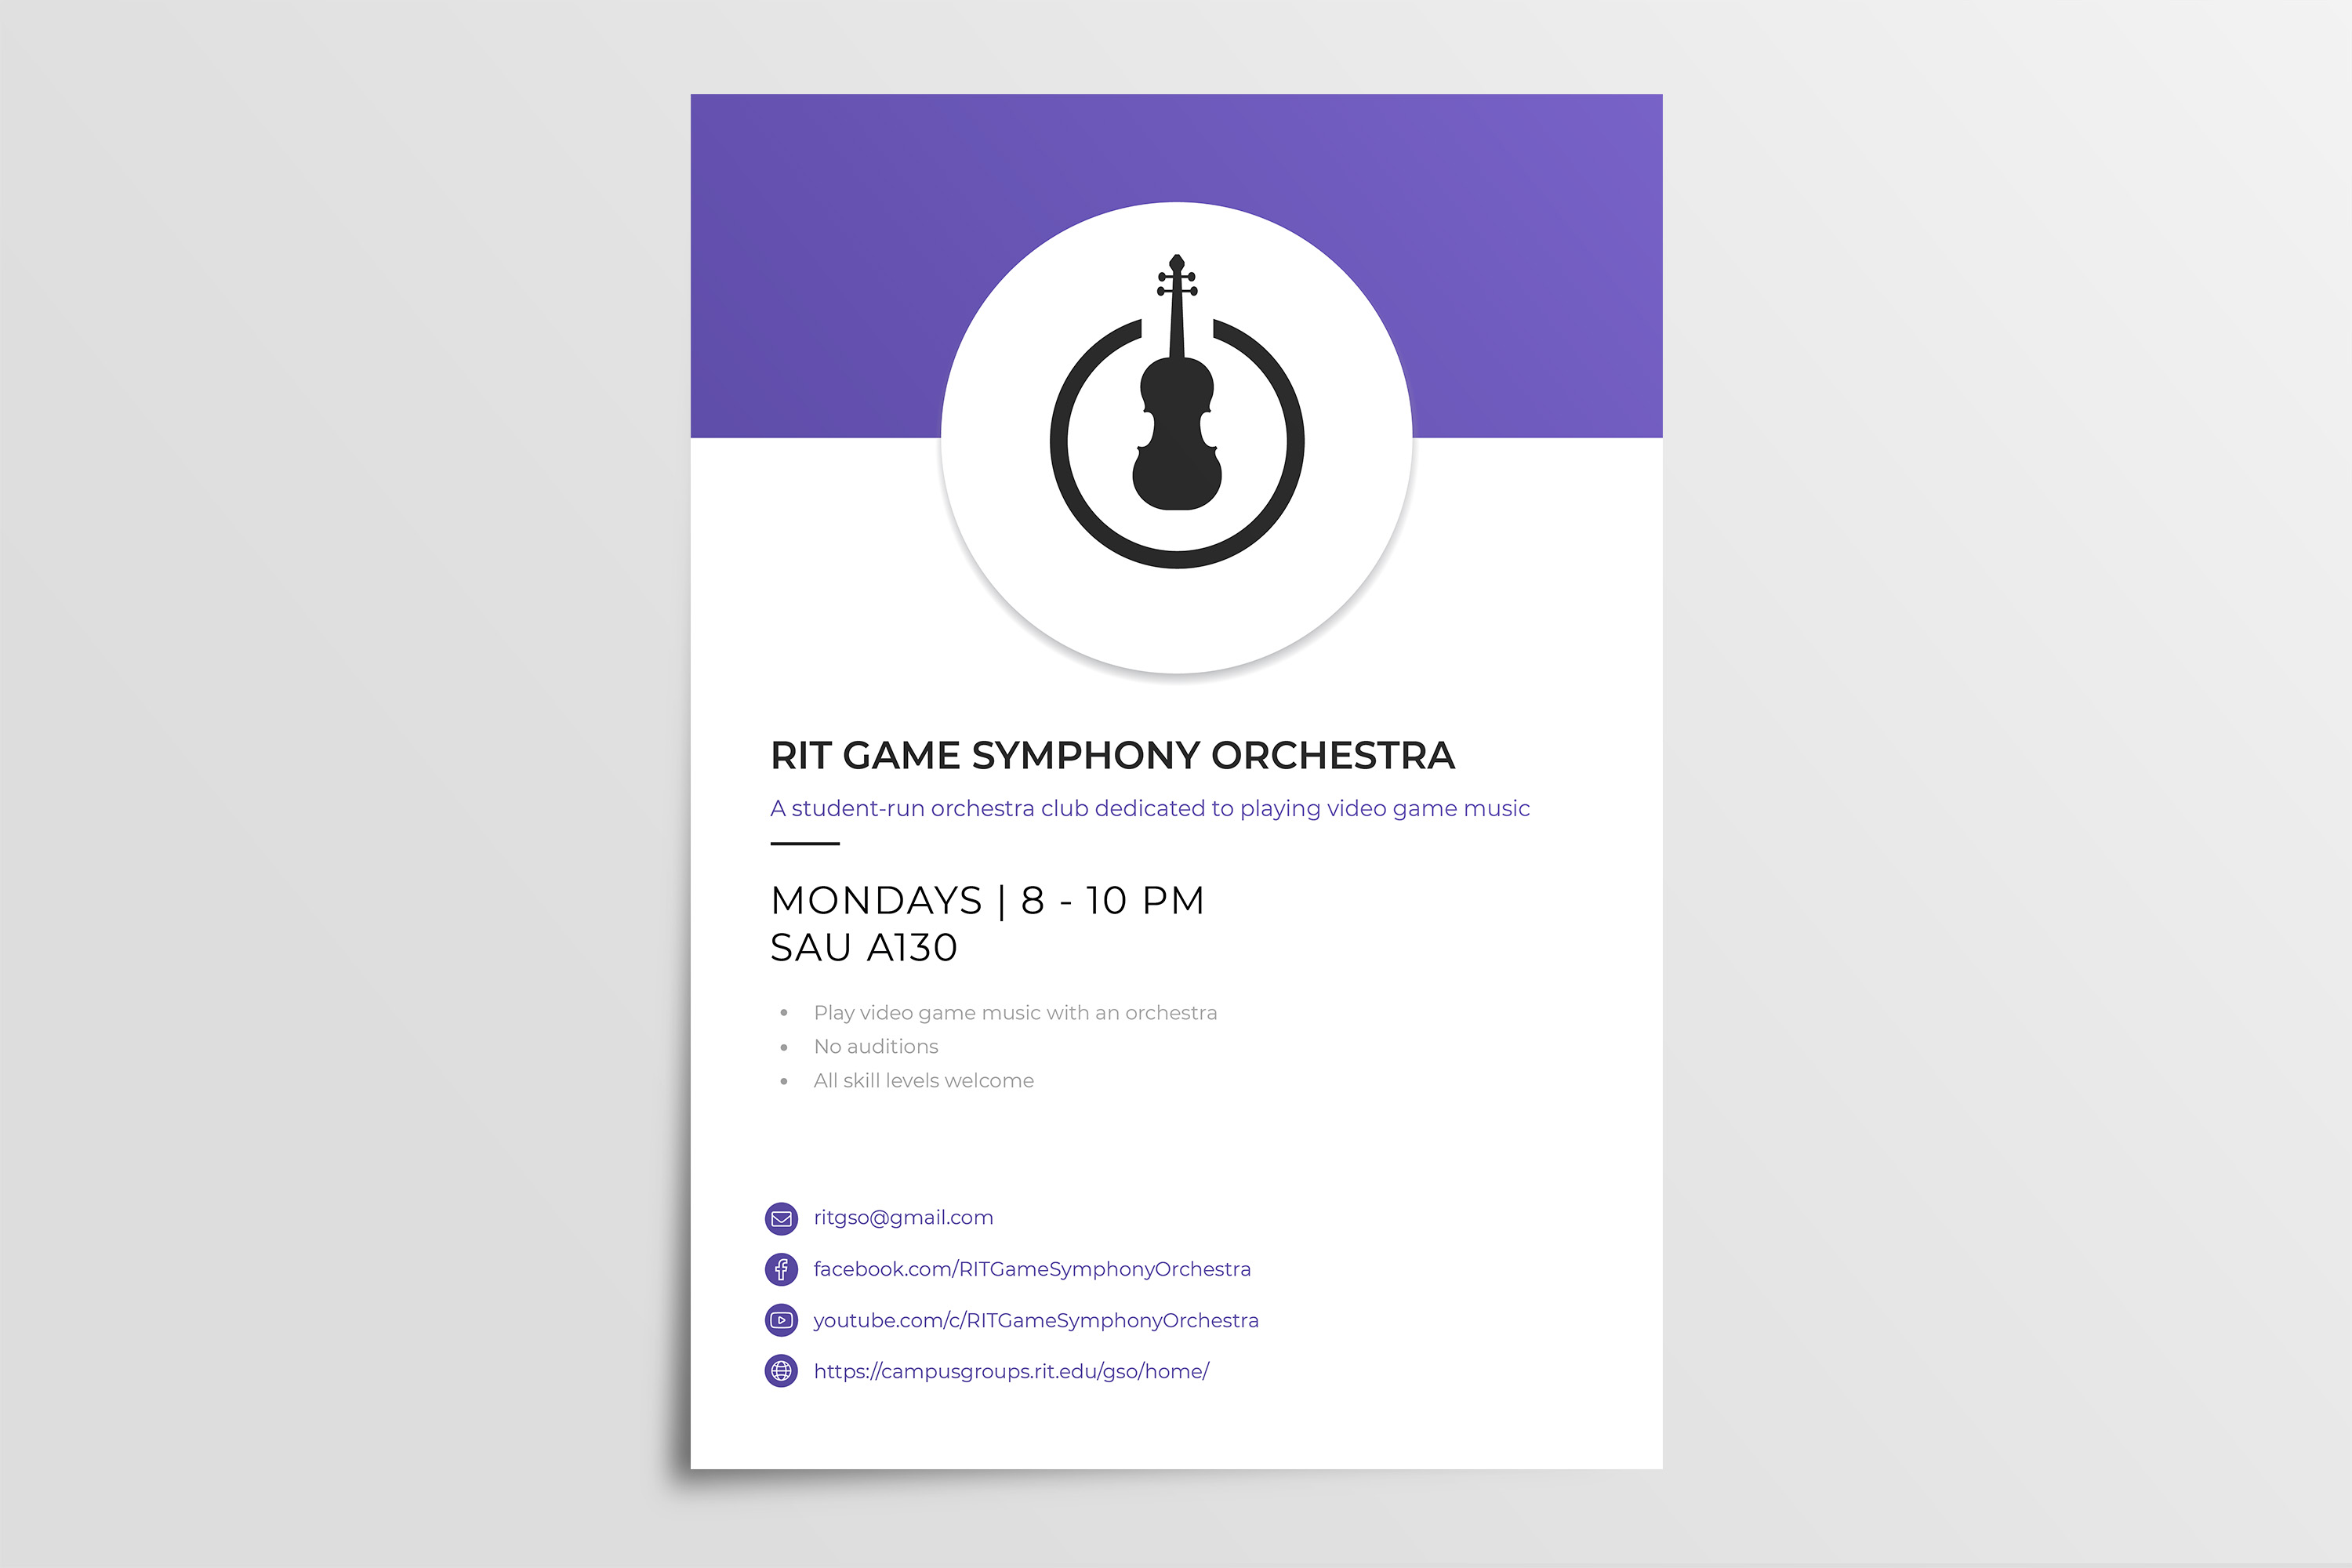 RIT GAME SYMPHONY ORCHESTRA
A student-run orchestra club dedicated to playing video game music
MONDAYS | 8 - 10 PM
SAU A130
• Play video game music with an orchestra
• No auditions
• All skill levels welcome
ritgso@gmail.com
facebook.com/RITGameSymphonyOrchestra
youtube.com/c/RITGameSymphonyOrchestra
https://campusgroups.rit.edu/gso/home/